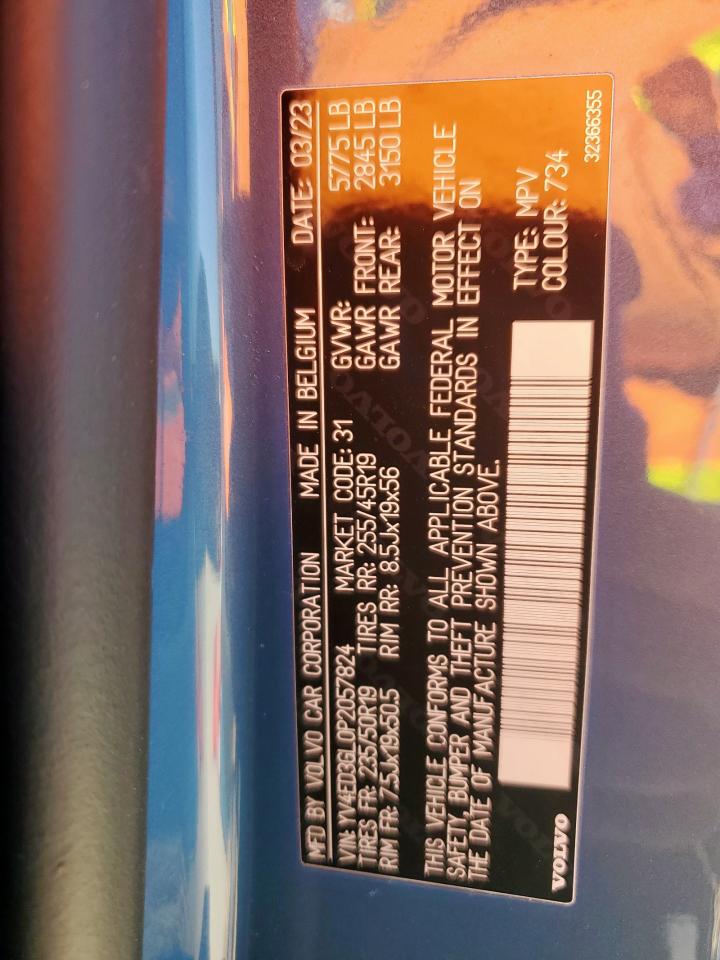 MFD BY VOLVO CAR CORPORATION MADE IN BELGIUM DATE: 03/23
VIN: YV4ED3GL0P2057824 MARKET CODE: 31 GVWR: 5775 LB
TIRES FR: 235/50R19 TIRES RR: 255/45R19 GAWR FRONT: 2845 LB
RIM FR: 7.5Jx19x50.5 RIM RR: 8.5Jx19x56 GAWR REAR: 3150 LB
THIS VEHICLE CONFORMS TO ALL APPLICABLE FEDERAL MOTOR VEHICLE
SAFETY, BUMPER AND THEFT PREVENTION STANDARDS IN EFFECT ON
THE DATE OF MANUFACTURE SHOWN ABOVE.
TYPE: MPV
COLOUR: 734
VOLVO
32366355